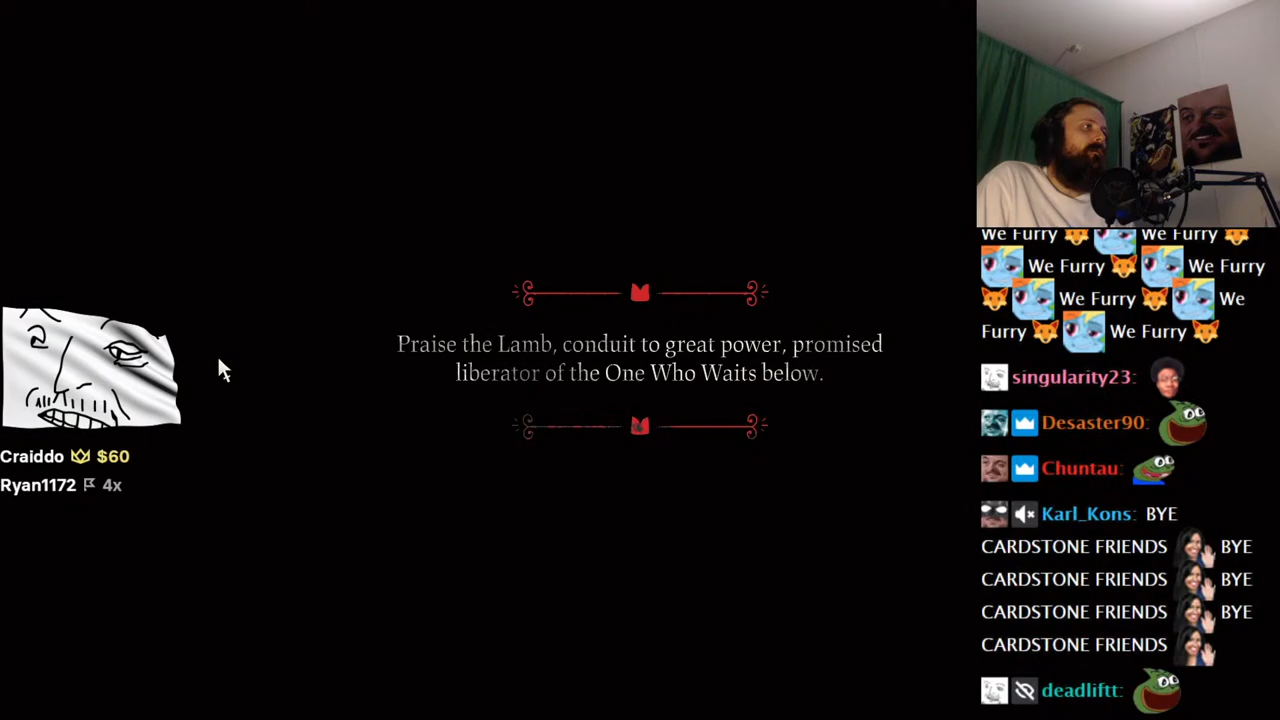 Praise the Lamb, conduit to great power, promised
liberator of the One Who Waits below.
Craiddo $60
Ryan1172 4x
We Furry We Furry
We Furry We Furry
We Furry We
Furry We Furry
singularity23:
Desaster90:
Chuntau:
Karl_Kons: BYE
CARDSTONE FRIENDS BYE
CARDSTONE FRIENDS BYE
CARDSTONE FRIENDS BYE
CARDSTONE FRIENDS
deadliftt: